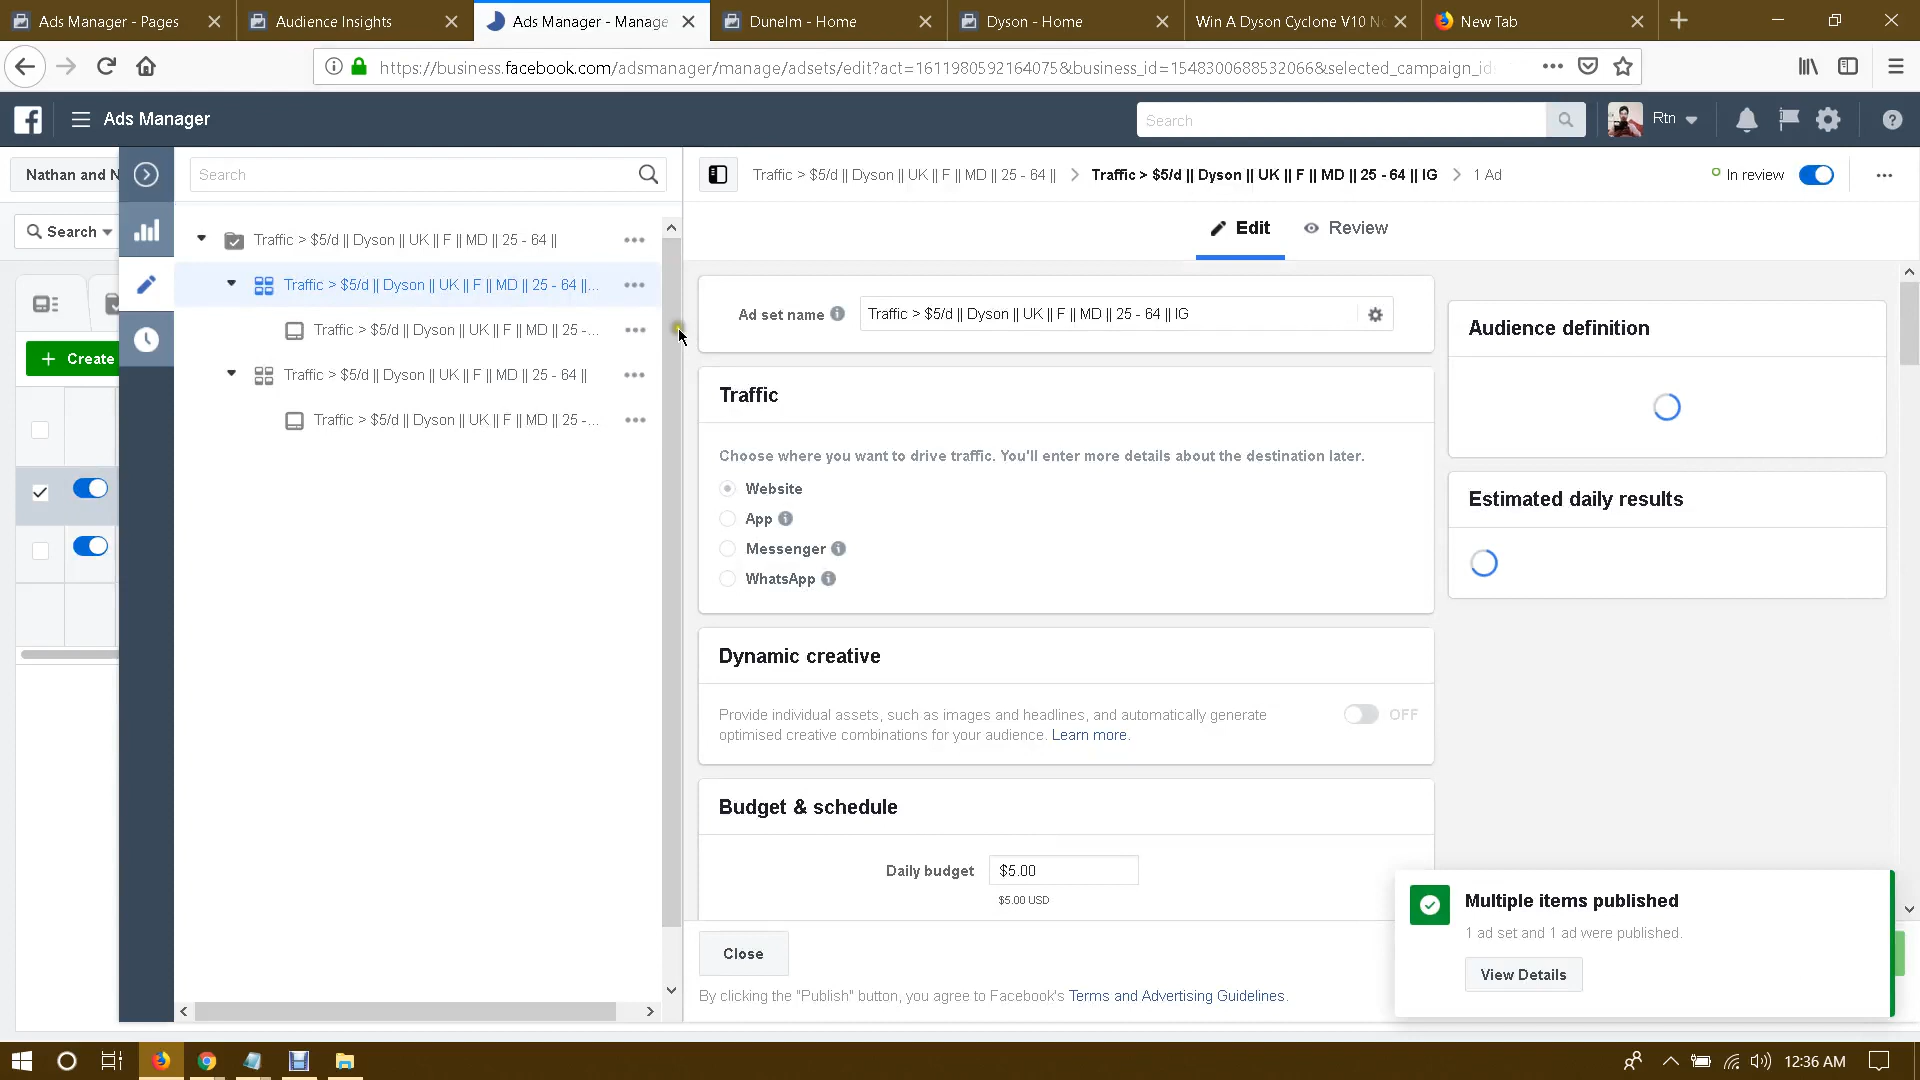 Ads Manager - Pages
Audience Insights
Ads Manager - Manage
Dunelm - Home
Dyson - Home
Win A Dyson Cyclone V10 N
New Tab
https://business.facebook.com/adsmanager/manage/adsets/edit?act=1611980592164075&business_id=1548300688532066&selected_campaign_id
Ads Manager
Search
Rtn
Nathan and N
Search
Traffic > $5/d || Dyson || UK || F || MD || 25 - 64 ||
Traffic > $5/d || Dyson || UK || F || MD || 25 - 64 || IG
1 Ad
In review
Search
Edit
Review
Traffic > $5/d || Dyson || UK || F || MD || 25 - 64 ||
Traffic > $5/d || Dyson || UK || F || MD || 25 - 64 ||...
Traffic > $5/d || Dyson || UK || F || MD || 25 -...
Traffic > $5/d || Dyson || UK || F || MD || 25 - 64 ||
Traffic > $5/d || Dyson || UK || F || MD || 25 -...
+ Create
Ad set name
Traffic > $5/d || Dyson || UK || F || MD || 25 - 64 || IG
Traffic
Choose where you want to drive traffic. You'll enter more details about the destination later.
Website
App
Messenger
WhatsApp
Dynamic creative
Provide individual assets, such as images and headlines, and automatically generate
optimised creative combinations for your audience. Learn more.
OFF
Budget & schedule
Daily budget
$5.00
$5.00 USD
Close
By clicking the "Publish" button, you agree to Facebook's Terms and Advertising Guidelines.
Audience definition
Estimated daily results
Multiple items published
1 ad set and 1 ad were published.
View Details
12:36 AM